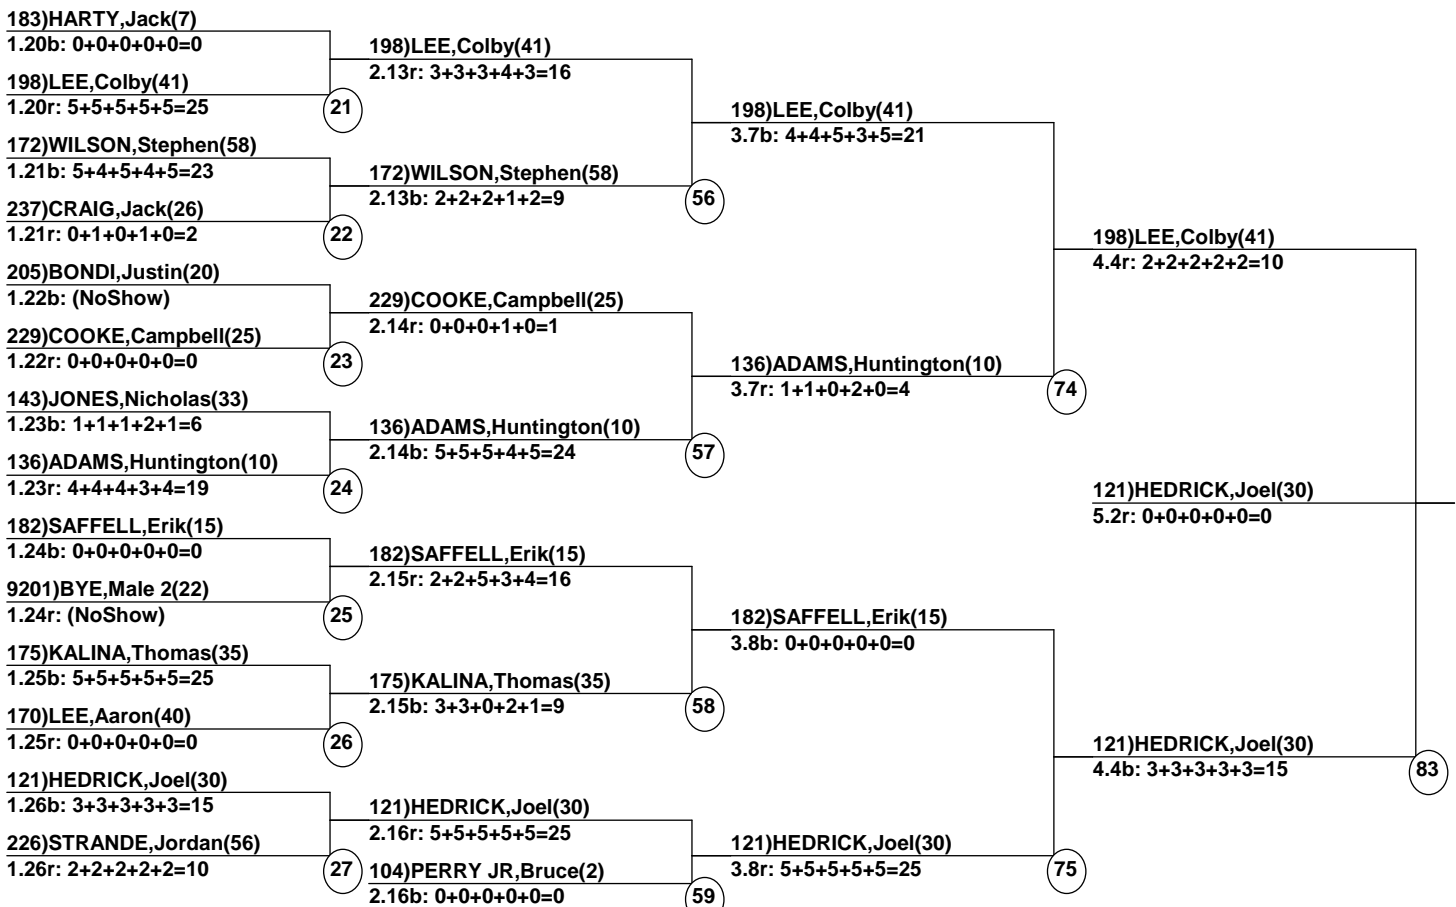 183)HARTY,Jack(7)
1.20b: 0+0+0+0+0=0
198)LEE,Colby(41)
1.20r: 5+5+5+5+5=25
21
172)WILSON,Stephen(58)
1.21b: 5+4+5+4+5=23
237)CRAIG,Jack(26)
1.21r: 0+1+0+1+0=2
22
205)BONDI,Justin(20)
1.22b: (NoShow)
229)COOKE,Campbell(25)
1.22r: 0+0+0+0+0=0
23
143)JONES,Nicholas(33)
1.23b: 1+1+1+2+1=6
136)ADAMS,Huntington(10)
1.23r: 4+4+4+3+4=19
24
182)SAFFELL,Erik(15)
1.24b: 0+0+0+0+0=0
9201)BYE,Male 2(22)
1.24r: (NoShow)
25
175)KALINA,Thomas(35)
1.25b: 5+5+5+5+5=25
170)LEE,Aaron(40)
1.25r: 0+0+0+0+0=0
26
121)HEDRICK,Joel(30)
1.26b: 3+3+3+3+3=15
226)STRANDE,Jordan(56)
1.26r: 2+2+2+2+2=10
27
198)LEE,Colby(41)
2.13r: 3+3+3+4+3=16
172)WILSON,Stephen(58)
2.13b: 2+2+2+1+2=9
56
229)COOKE,Campbell(25)
2.14r: 0+0+0+1+0=1
136)ADAMS,Huntington(10)
2.14b: 5+5+5+4+5=24
57
182)SAFFELL,Erik(15)
2.15r: 2+2+5+3+4=16
175)KALINA,Thomas(35)
2.15b: 3+3+0+2+1=9
58
121)HEDRICK,Joel(30)
2.16r: 5+5+5+5+5=25
104)PERRY JR,Bruce(2)
2.16b: 0+0+0+0+0=0
59
198)LEE,Colby(41)
3.7b: 4+4+5+3+5=21
136)ADAMS,Huntington(10)
3.7r: 1+1+0+2+0=4
74
182)SAFFELL,Erik(15)
3.8b: 0+0+0+0+0=0
121)HEDRICK,Joel(30)
3.8r: 5+5+5+5+5=25
75
198)LEE,Colby(41)
4.4r: 2+2+2+2+2=10
121)HEDRICK,Joel(30)
4.4b: 3+3+3+3+3=15
83
121)HEDRICK,Joel(30)
5.2r: 0+0+0+0+0=0